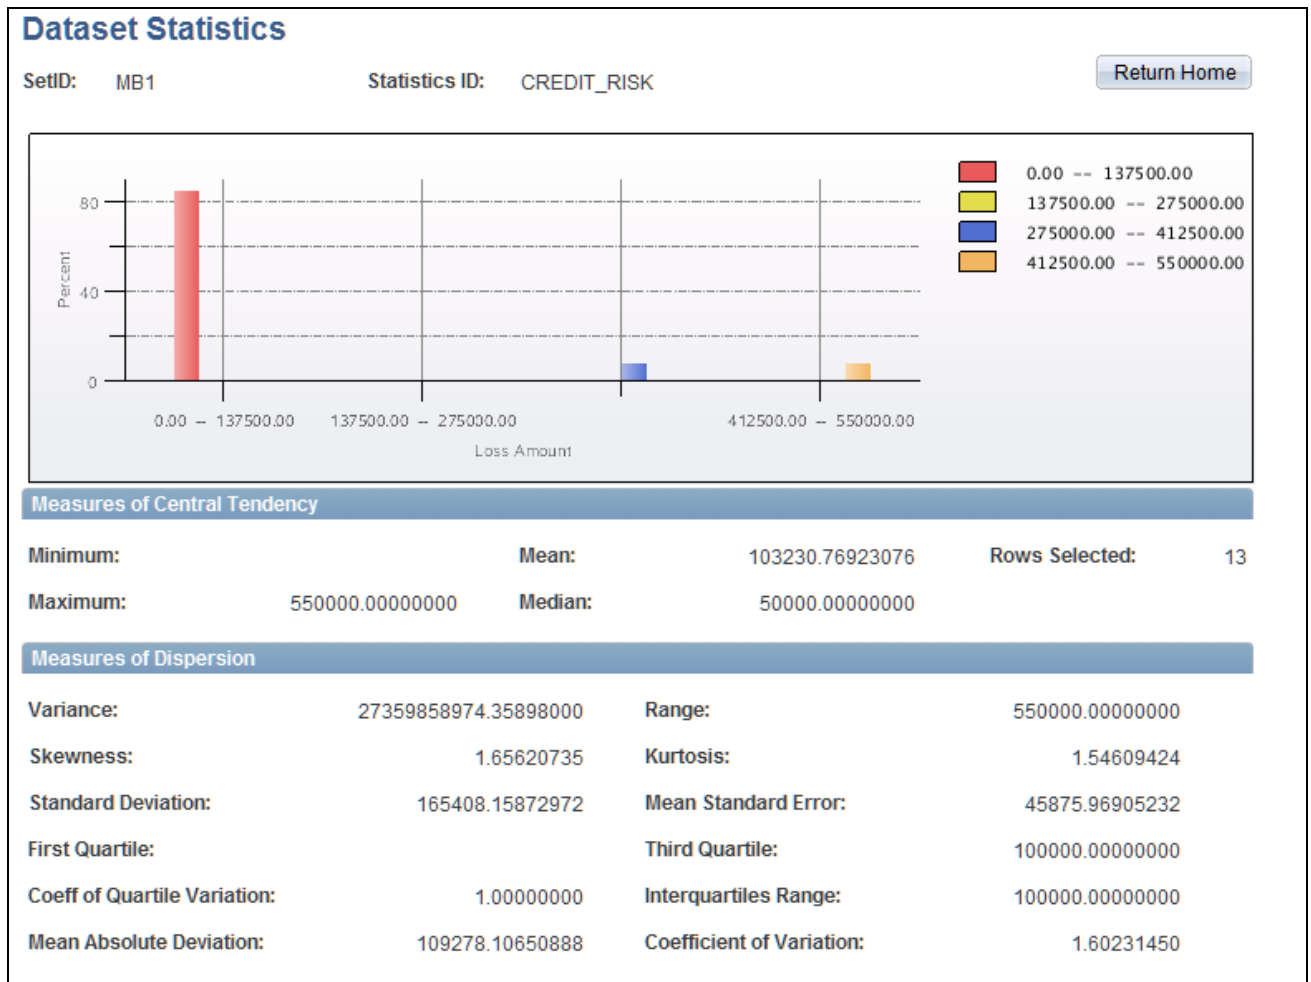 Dataset Statistics
SetID: MB1 Statistics ID: CREDIT_RISK Return Home
0.00 -- 137500.00
137500.00 -- 275000.00
275000.00 -- 412500.00
412500.00 -- 550000.00
80
40
0
Percent
0.00 -- 137500.00 137500.00 -- 275000.00 412500.00 -- 550000.00
Loss Amount
Measures of Central Tendency
Minimum: Mean: 103230.76923076 Rows Selected: 13
Maximum: 550000.00000000 Median: 50000.00000000
Measures of Dispersion
Variance: 27359858974.35898000 Range: 550000.00000000
Skewness: 1.65620735 Kurtosis: 1.54609424
Standard Deviation: 165408.15872972 Mean Standard Error: 45875.96905232
First Quartile: Third Quartile: 100000.00000000
Coeff of Quartile Variation: 1.00000000 Interquartiles Range: 100000.00000000
Mean Absolute Deviation: 109278.10650888 Coefficient of Variation: 1.60231450